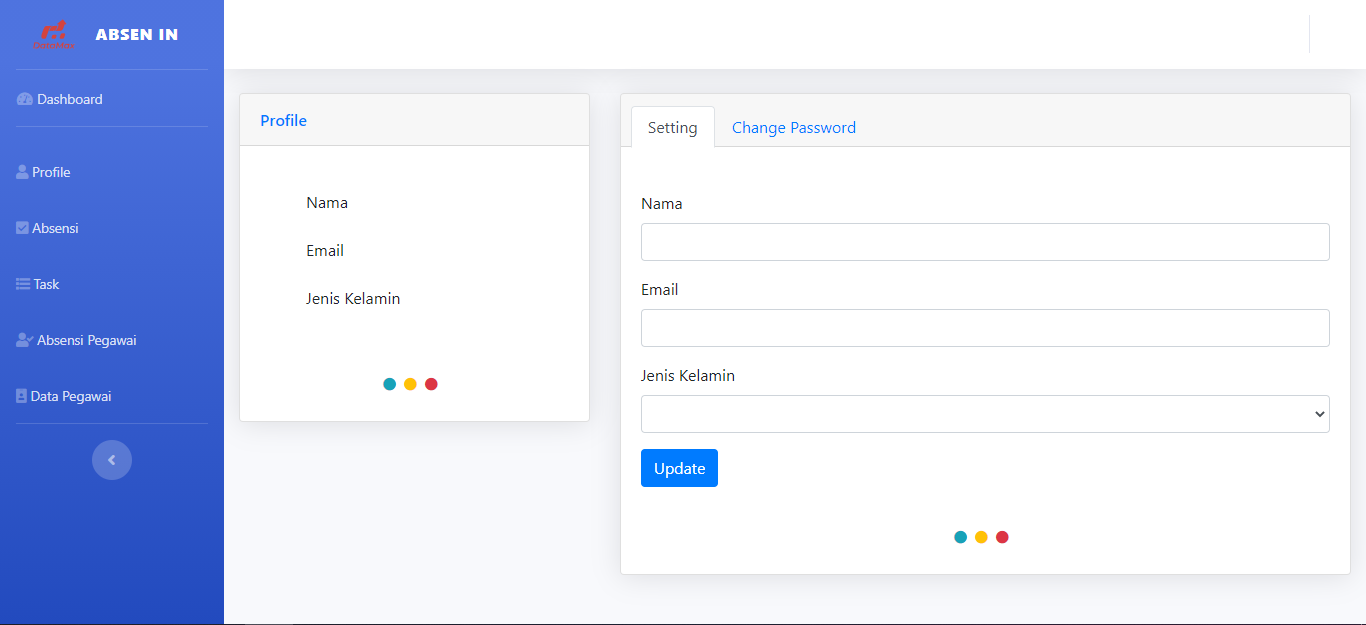 ABSEN IN
Dashboard
Profile
Absensi
Task
Absensi Pegawai
Data Pegawai
Profile
Nama
Email
Jenis Kelamin
Setting
Change Password
Nama
Email
Jenis Kelamin
Update